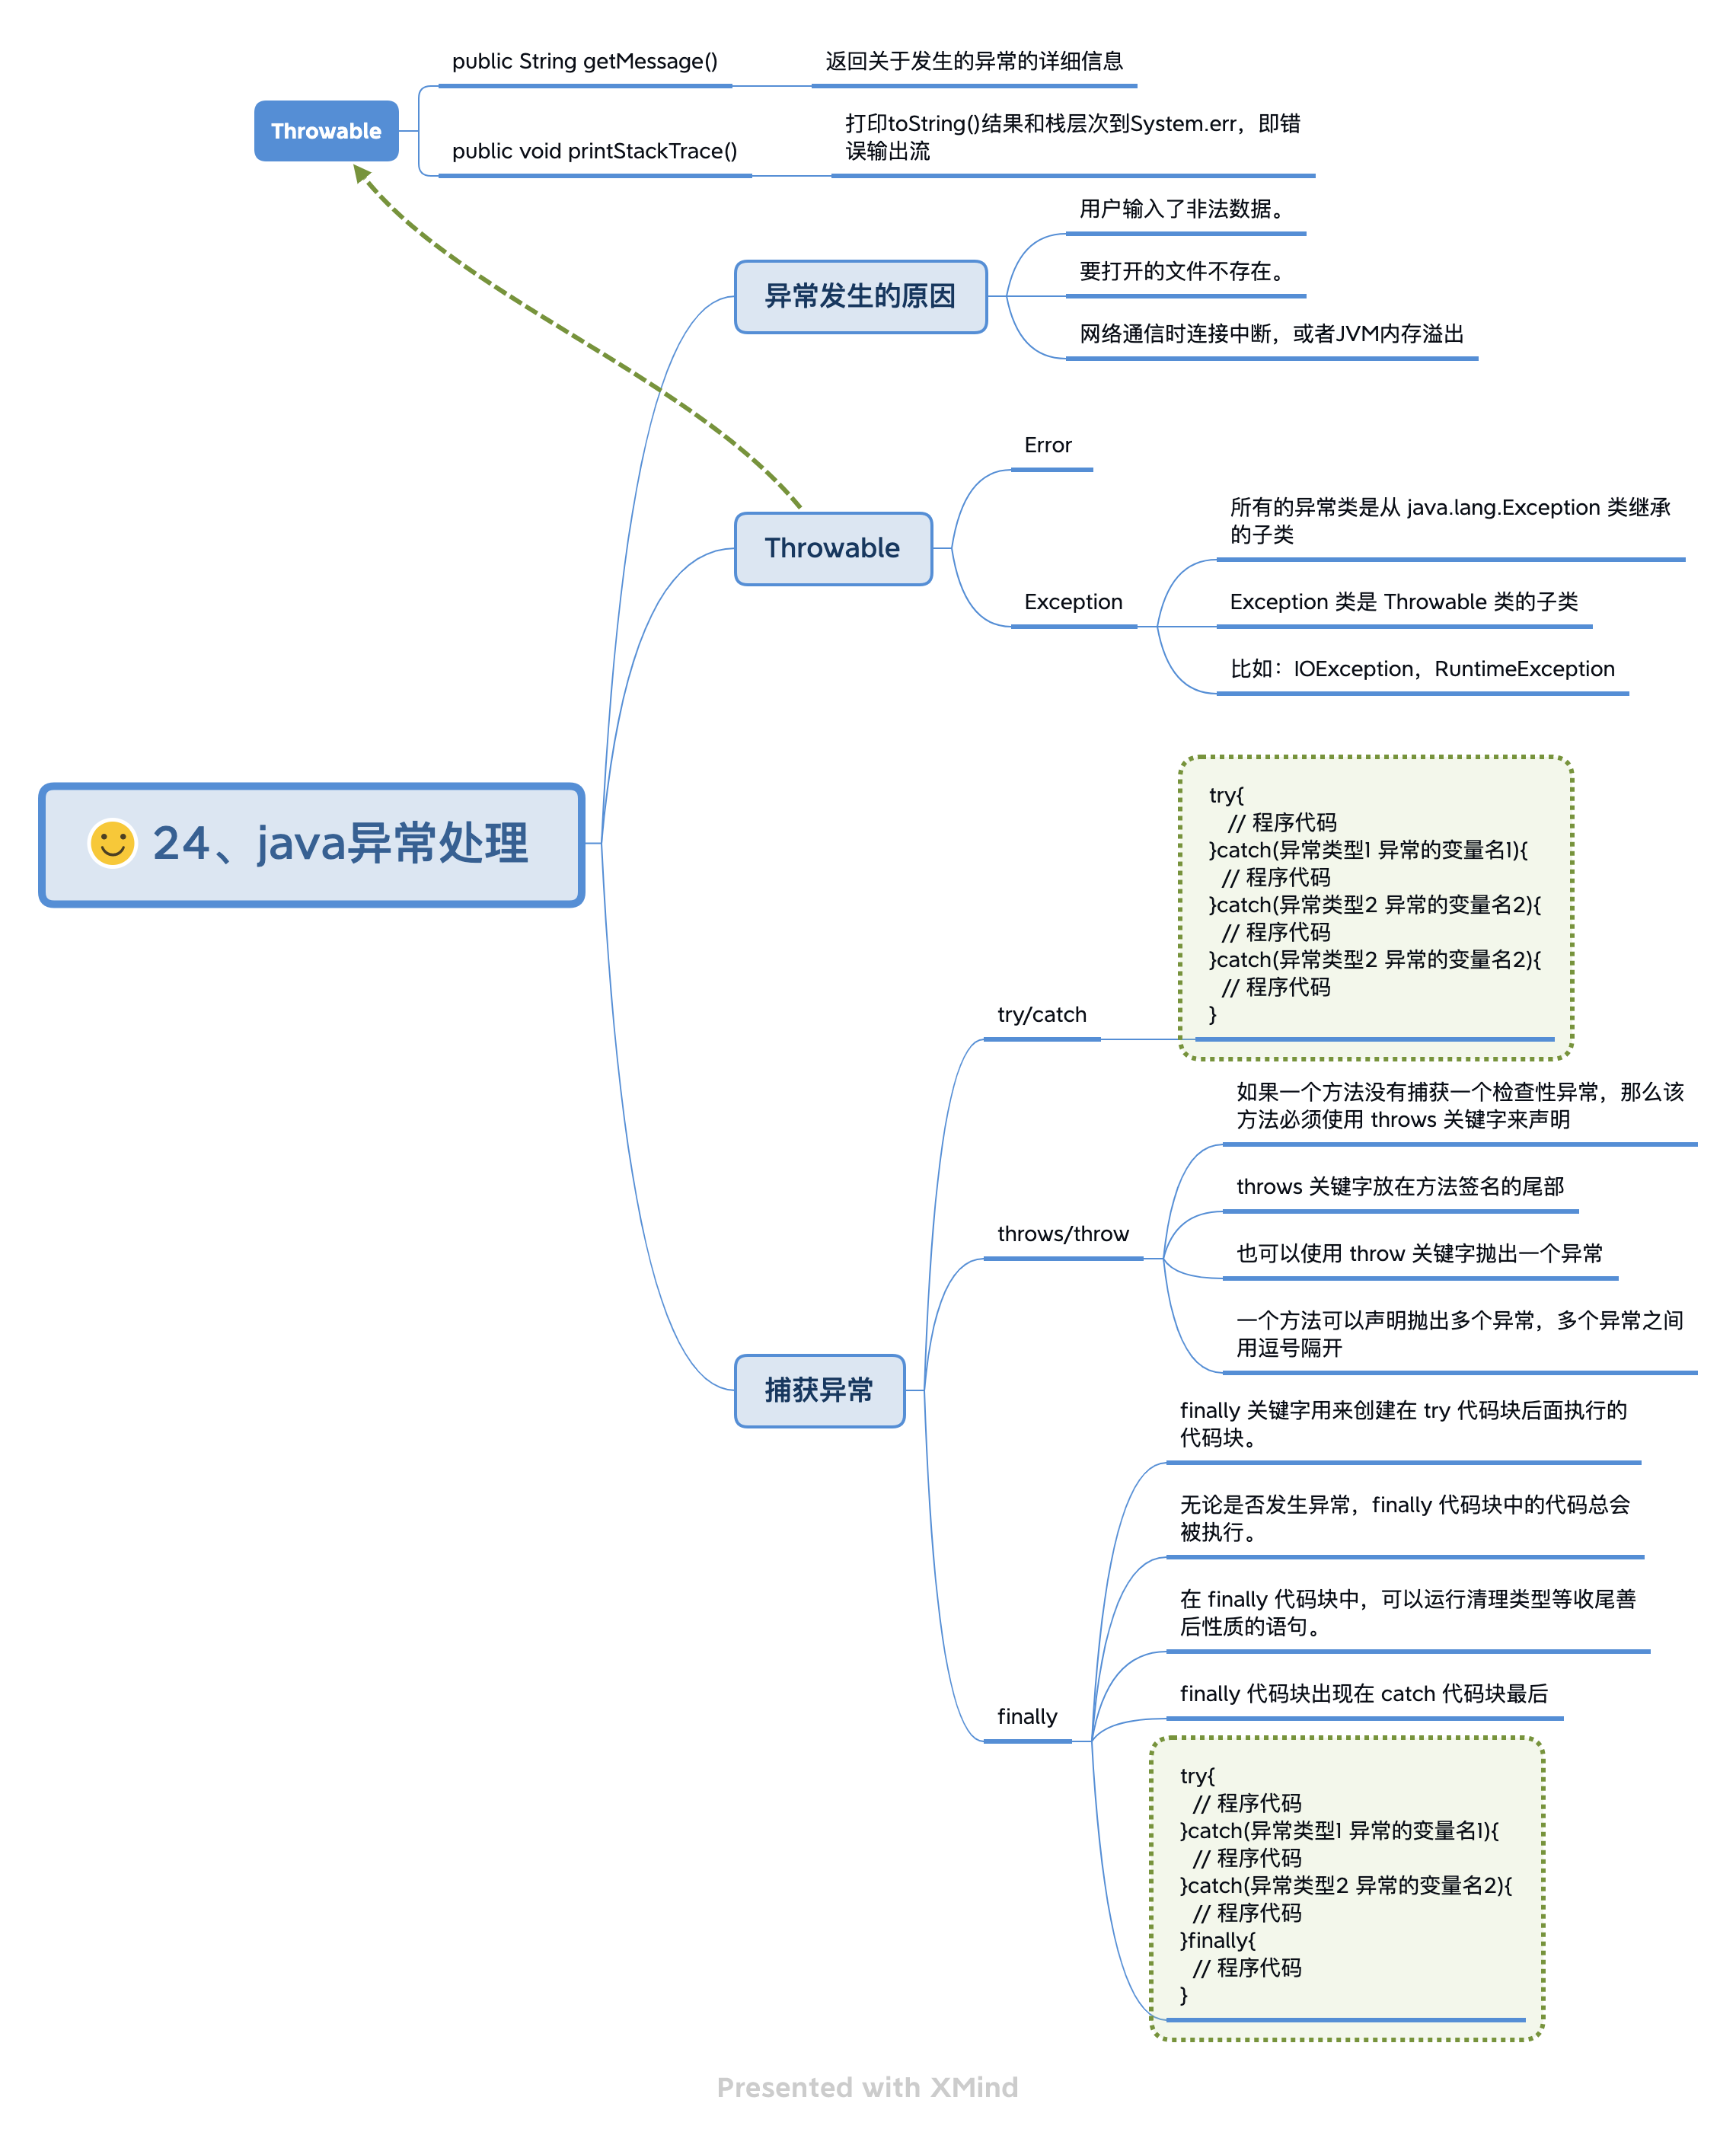 public String getMessage()
返回关于发生的异常的详细信息
Throwable
public void printStackTrace()
打印toString()结果和栈层次到System.err，即错
误输出流
异常发生的原因
用户输入了非法数据。
要打开的文件不存在。
网络通信时连接中断，或者JVM内存溢出
Throwable
Error
Exception
所有的异常类是从 java.lang.Exception 类继承
的子类
Exception 类是 Throwable 类的子类
比如：IOException，RuntimeException
24、java异常处理
捕获异常
try/catch
try{
   // 程序代码
}catch(异常类型1 异常的变量名1){
  // 程序代码
}catch(异常类型2 异常的变量名2){
  // 程序代码
}catch(异常类型2 异常的变量名2){
  // 程序代码
}
throws/throw
如果一个方法没有捕获一个检查性异常，那么该
方法必须使用 throws 关键字来声明
throws 关键字放在方法签名的尾部
也可以使用 throw 关键字抛出一个异常
一个方法可以声明抛出多个异常，多个异常之间
用逗号隔开
finally
finally 关键字用来创建在 try 代码块后面执行的
代码块。
无论是否发生异常，finally 代码块中的代码总会
被执行。
在 finally 代码块中，可以运行清理类型等收尾善
后性质的语句。
finally 代码块出现在 catch 代码块最后
try{
  // 程序代码
}catch(异常类型1 异常的变量名1){
  // 程序代码
}catch(异常类型2 异常的变量名2){
  // 程序代码
}finally{
  // 程序代码
}
Presented with XMind